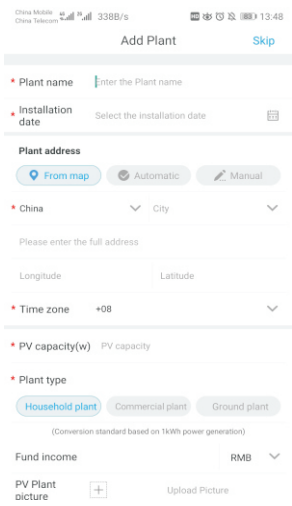 China Mobile
China Telecom 338B/s 13:48
Add Plant Skip
* Plant name Enter the Plant name
* Installation date Select the installation date
Plant address
From map Automatic Manual
* China City
Please enter the full address
Longitude Latitude
* Time zone +08
* PV capacity(w) PV capacity
* Plant type
Household plant Commercial plant Ground plant
(Conversion standard based on 1kWh power generation)
Fund income RMB
PV Plant picture Upload Picture